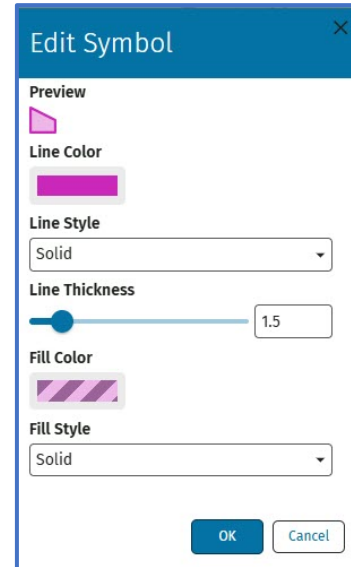 Edit Symbol
Preview
Line Color
Line Style
Solid
Line Thickness
1.5
Fill Color
Fill Style
Solid
OK Cancel